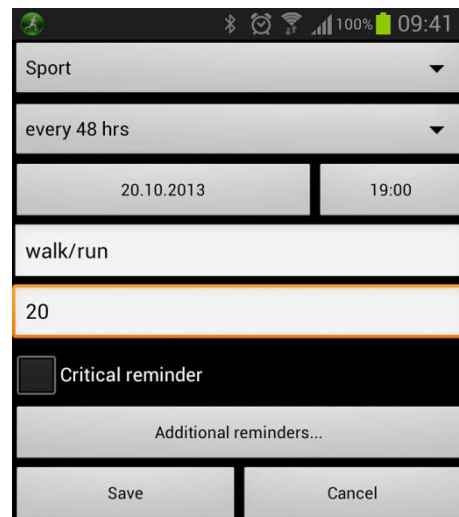 100% 09:41
Sport
every 48 hrs
20.10.2013 19:00
walk/run
20
Critical reminder
Additional reminders...
Save Cancel